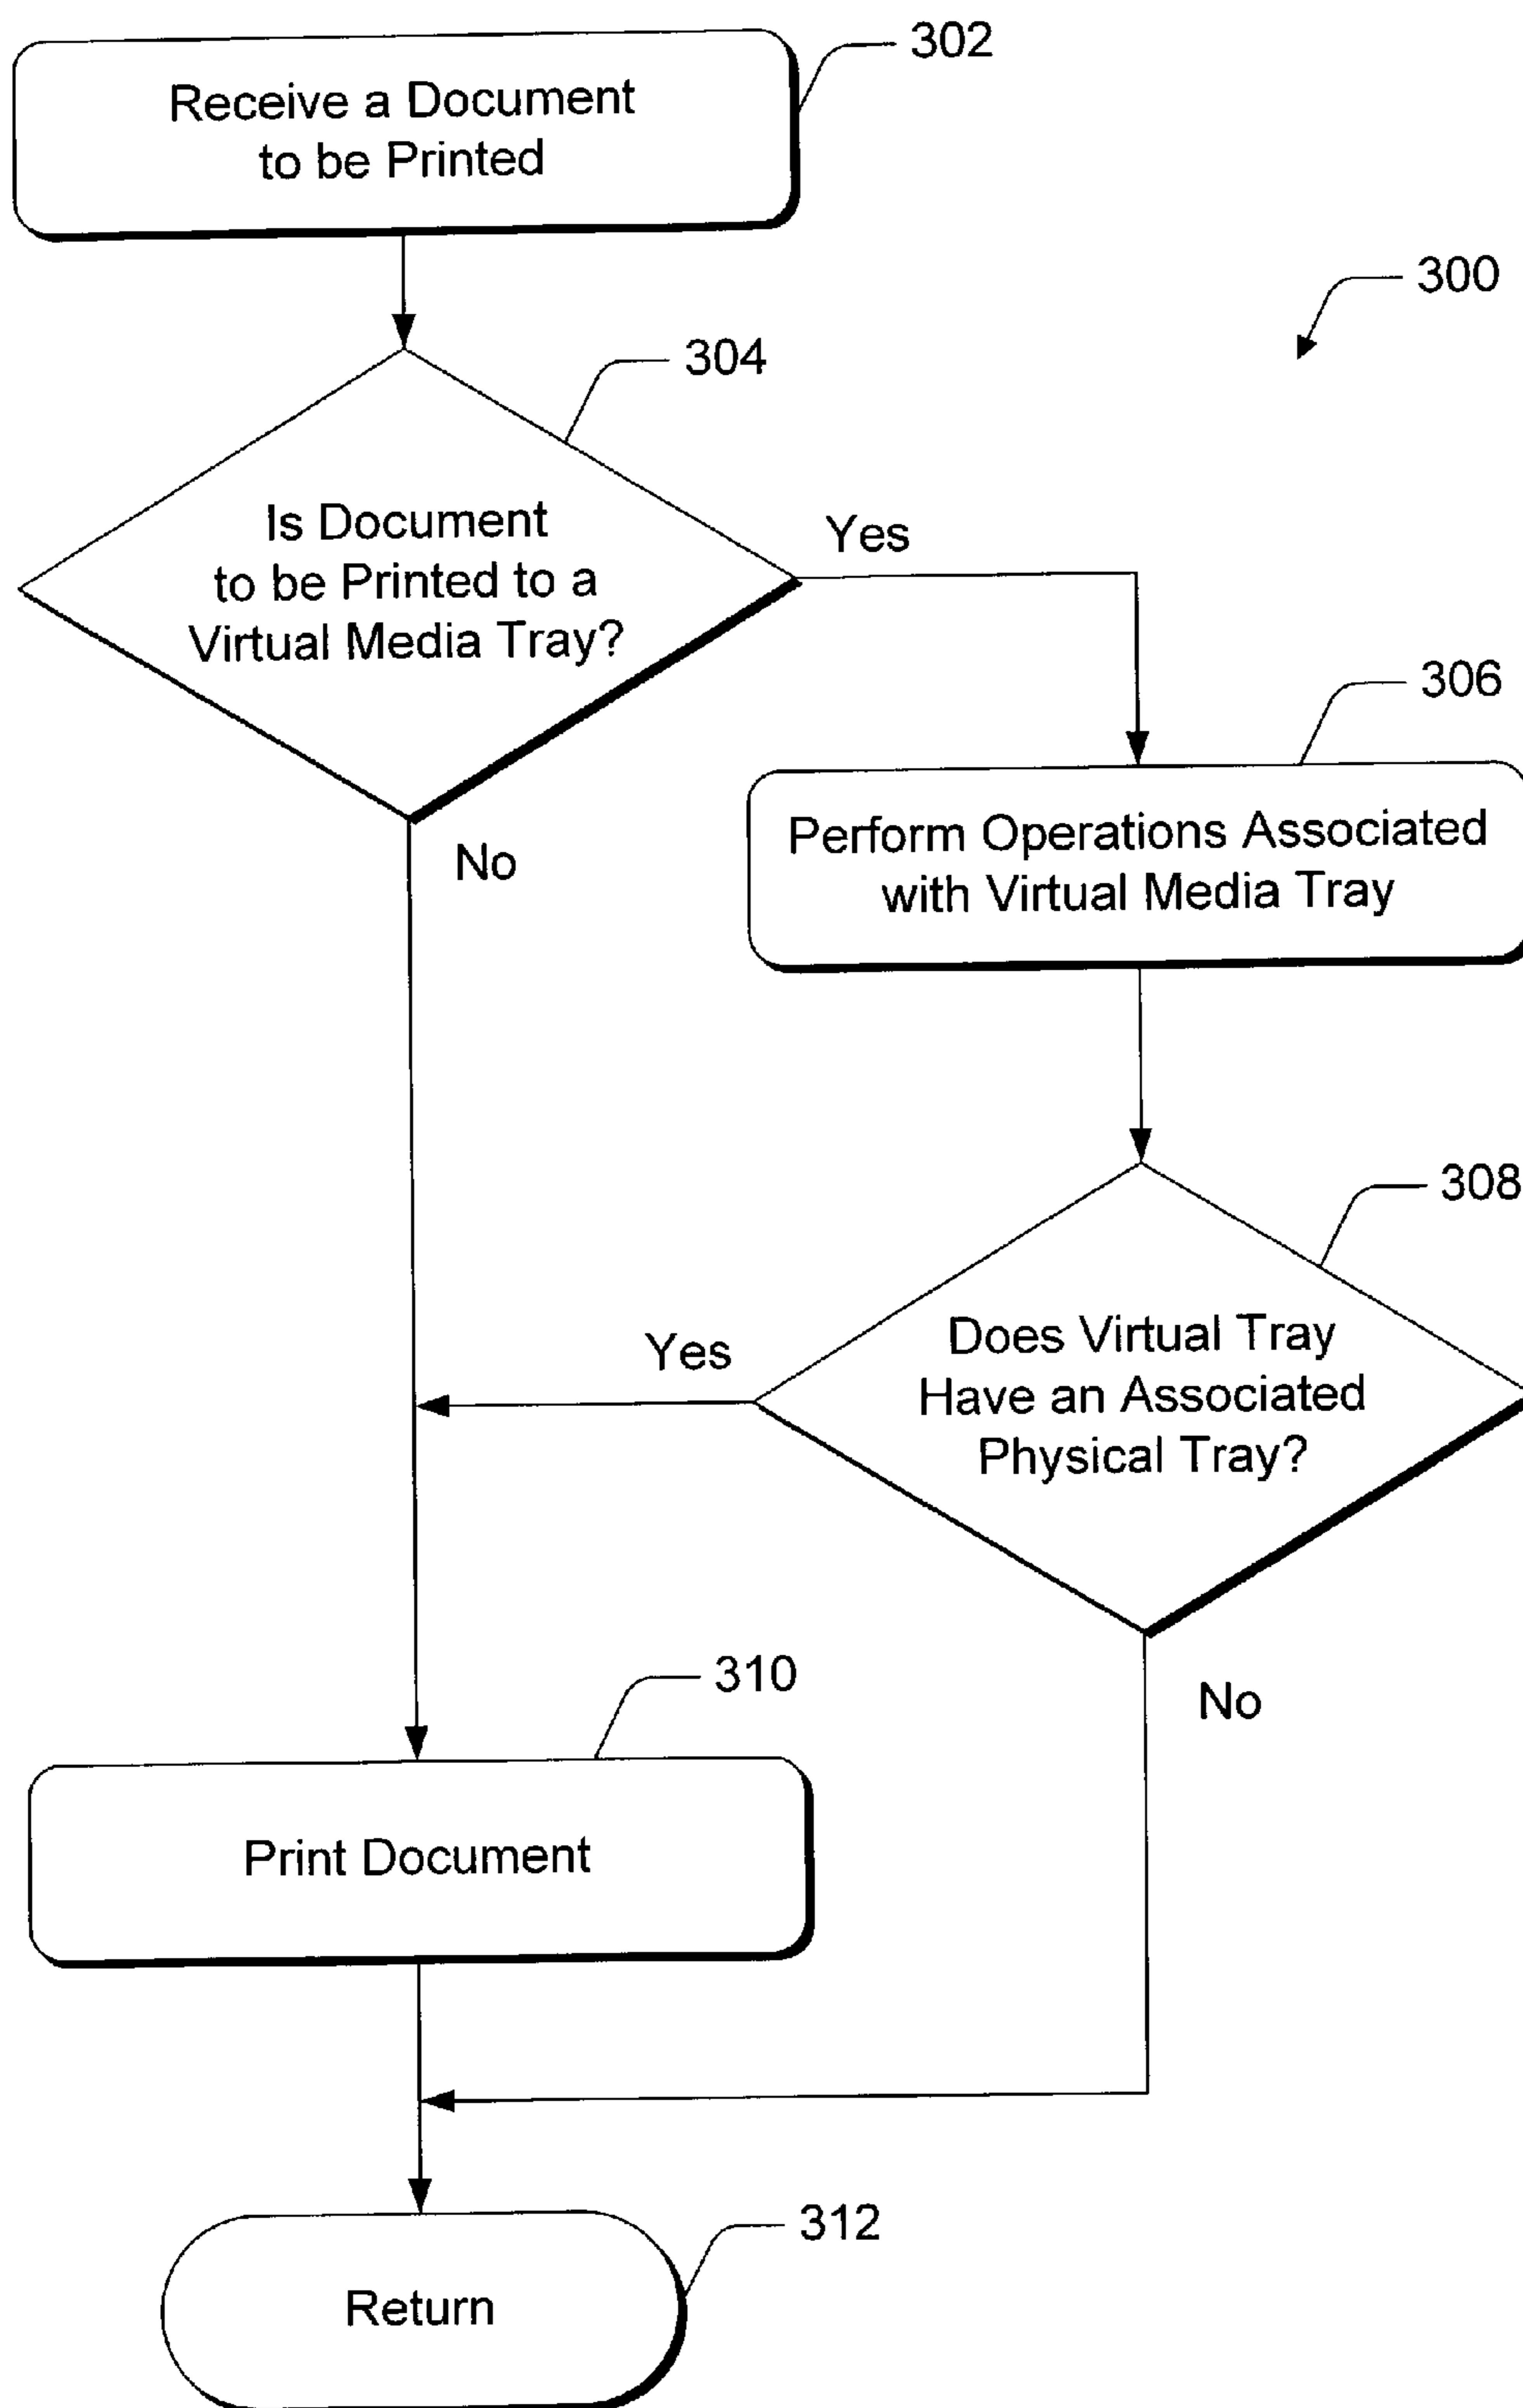 302
Receive a Document
to be Printed
300
304
Is Document
to be Printed to a
Virtual Media Tray?
Yes
No
306
Perform Operations Associated
with Virtual Media Tray
308
Does Virtual Tray
Have an Associated
Physical Tray?
Yes
No
310
Print Document
312
Return